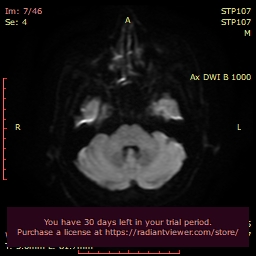 Im: 7/46
Se: 4
A
STP107
STP107
M
Ax DWI B 1000
R
L
You have 30 days left in your trial period.
Purchase a license at https://radiantviewer.com/store/